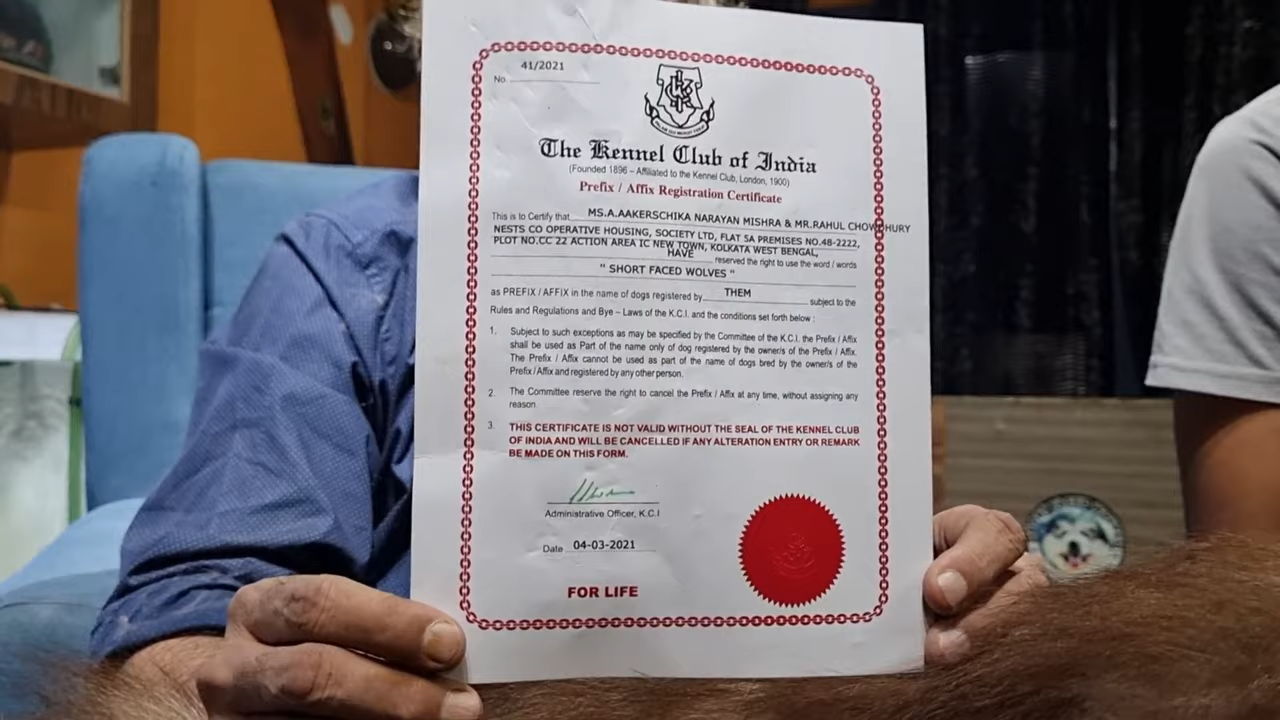 No. 41/2021
The Kennel Club of India
(Founded 1896 – Affiliated to the Kennel Club, London, 1900)
Prefix / Affix Registration Certificate
This is to Certify that MS.A.AAKERSCHIKA NARAYAN MISHRA & MR.RAHUL CHOWDHURY
NESTS CO OPERATIVE HOUSING, SOCIETY LTD, FLAT SA PREMISES NO.48-2222,
PLOT NO.CC 22 ACTION AREA IC NEW TOWN, KOLKATA WEST BENGAL,
HAVE reserved the right to use the word / words
" SHORT FACED WOLVES "
as PREFIX / AFFIX in the name of dogs registered by THEM subject to the
Rules and Regulations and Bye – Laws of the K.C.I. and the conditions set forth below :
1. Subject to such exceptions as may be specified by the Committee of the K.C.I. the Prefix / Affix
shall be used as Part of the name only of dog registered by the owner/s of the Prefix / Affix.
The Prefix / Affix cannot be used as part of the name of dogs bred by the owner/s of the
Prefix / Affix and registered by any other person.
2. The Committee reserve the right to cancel the Prefix / Affix at any time, without assigning any
reason
3. THIS CERTIFICATE IS NOT VALID WITHOUT THE SEAL OF THE KENNEL CLUB
OF INDIA AND WILL BE CANCELLED IF ANY ALTERATION ENTRY OR REMARK
BE MADE ON THIS FORM.
Administrative Officer, K.C.I
Date 04-03-2021
FOR LIFE